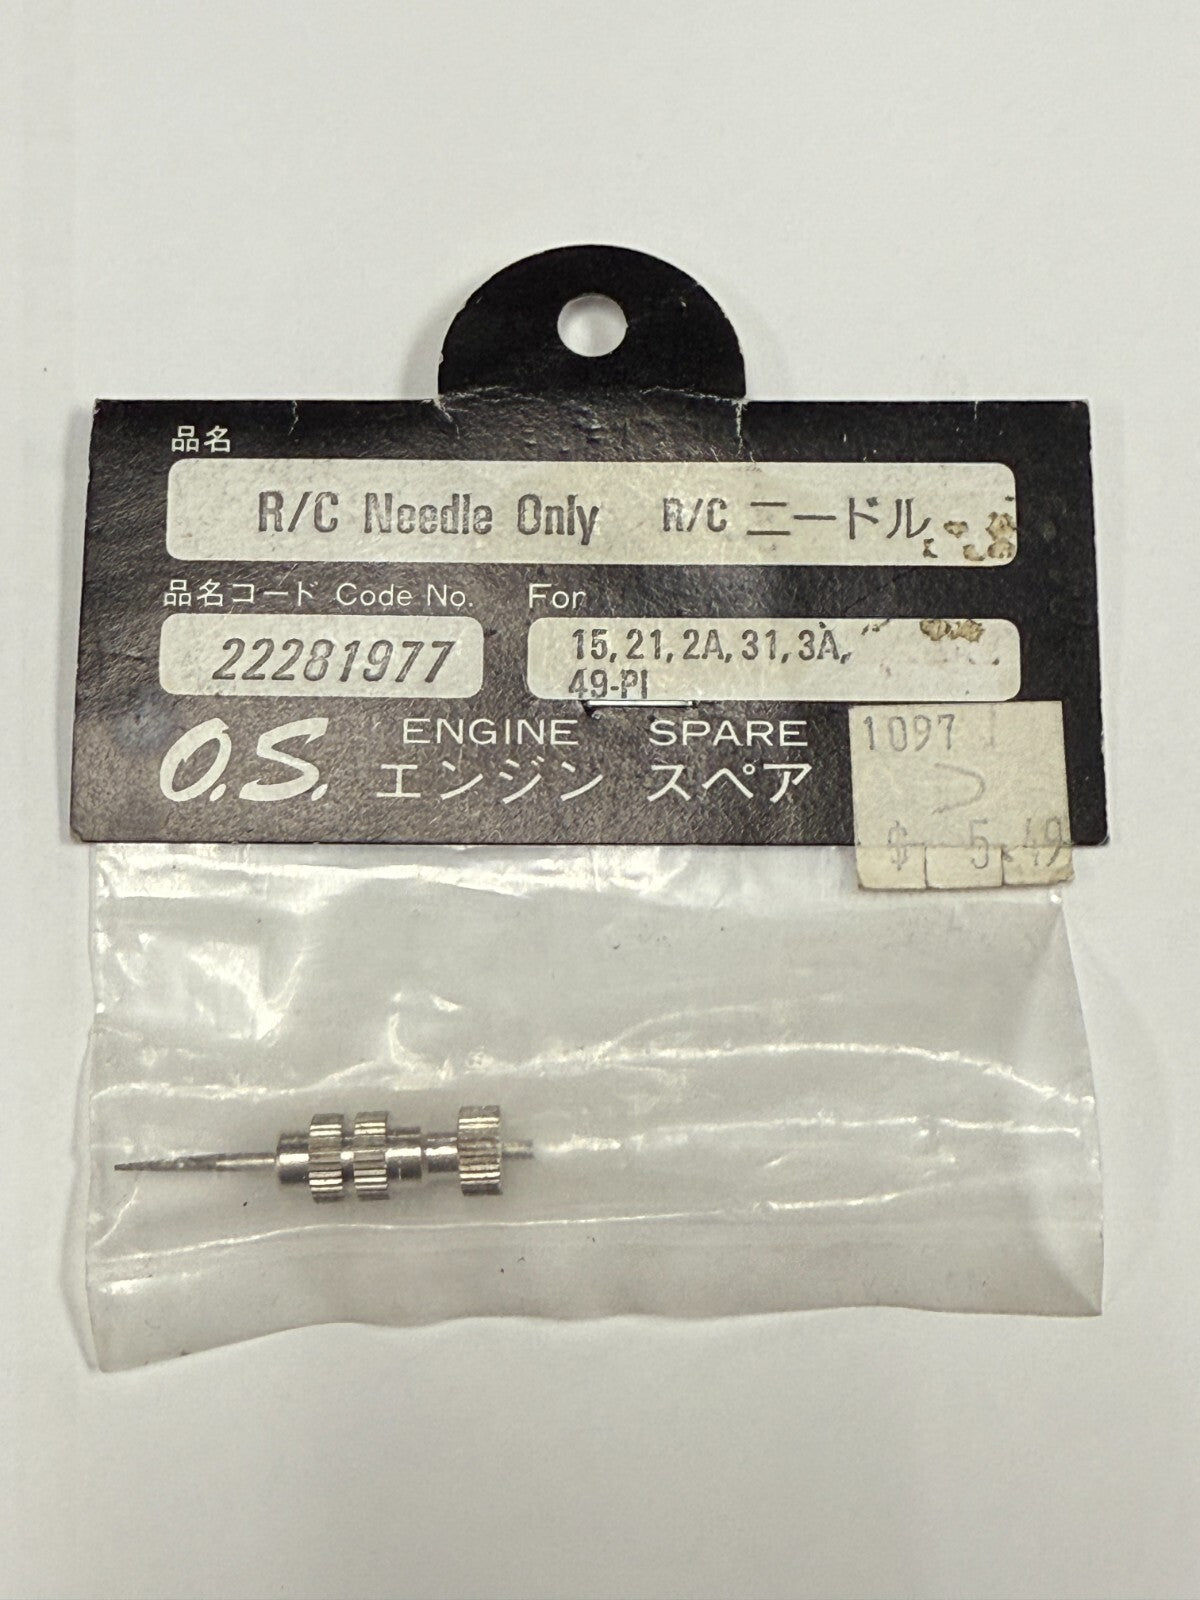 品名
R/C Needle Only R/C ニードル
品名コード Code No. For
22281977
15, 21, 2A, 31, 3A,
49-PI
O.S. ENGINE SPARE
エンジン スペア
1097
$ 5.49